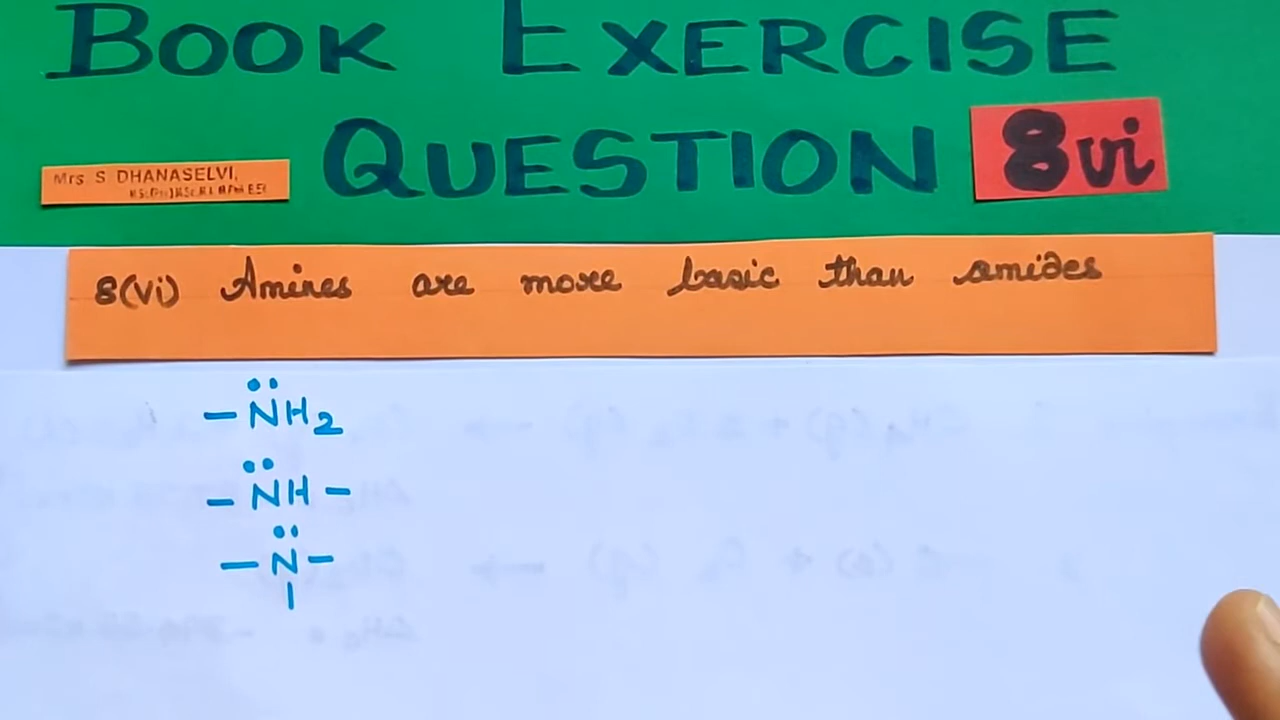 BOOK EXERCISE
QUESTION 8vi
Mrs. S. DHANASELVI,
8(vi) Amines are more basic than amides
–N̈H₂
–N̈H–
–N̈–